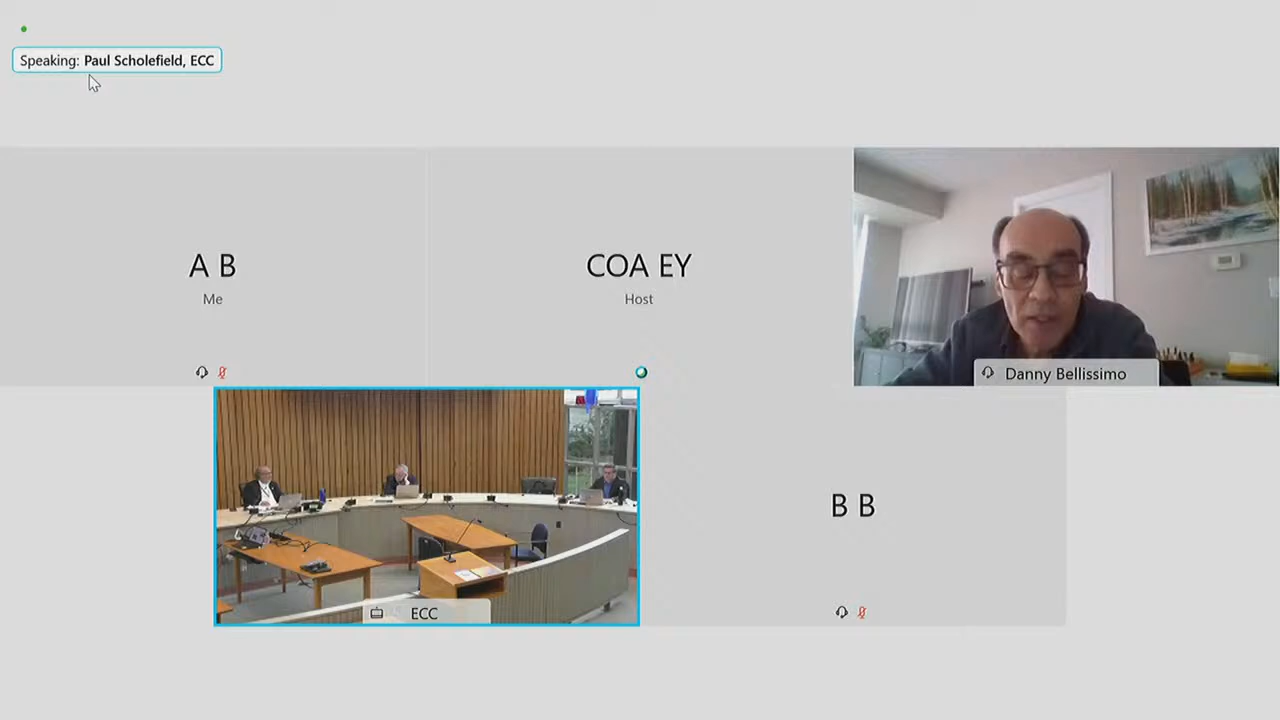 Speaking: Paul Scholefield, ECC
A B
Me
COA EY
Host
Danny Bellissimo
ECC
B B